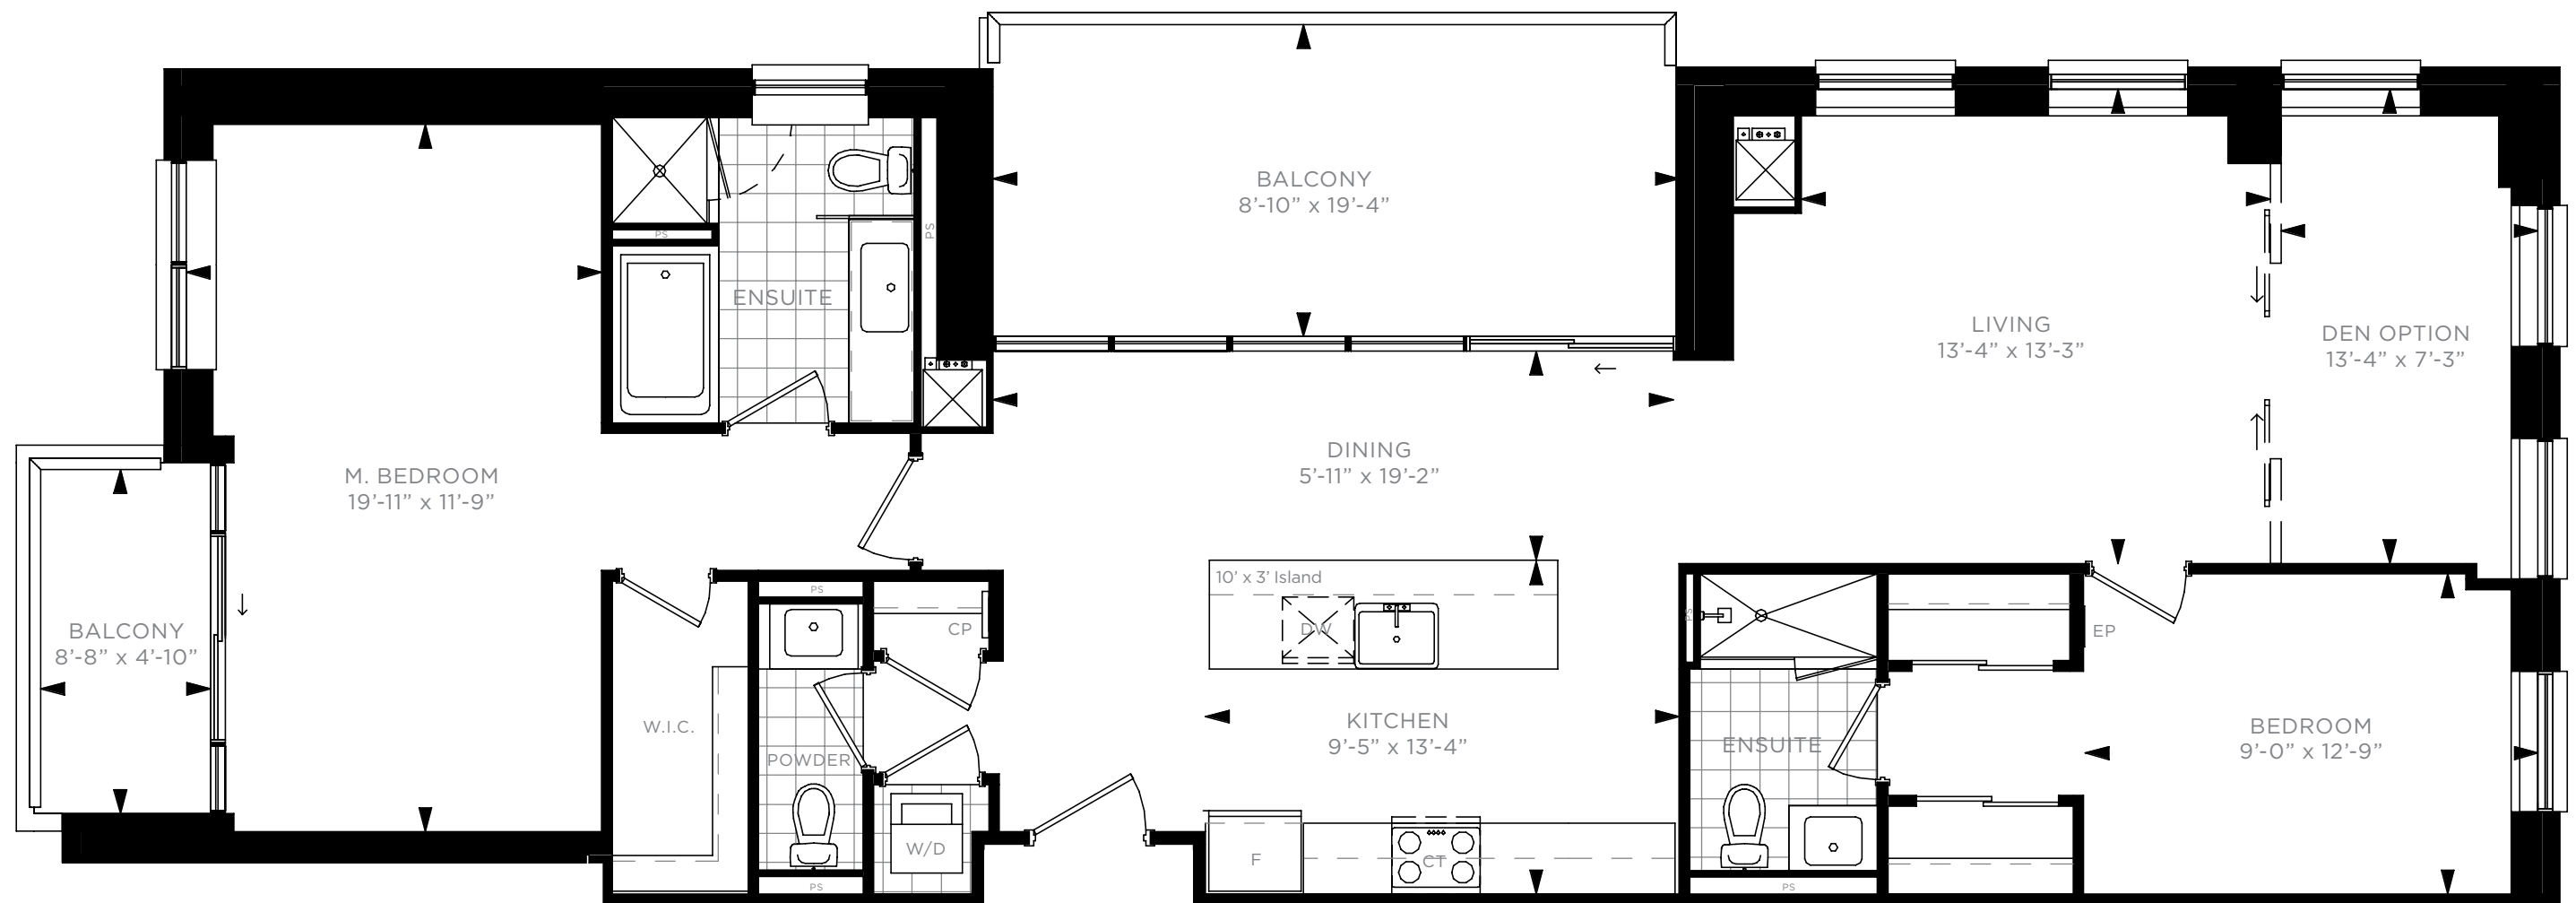 BALCONY
8’-10” x 19’-4”
PS
PS
ENSUITE
LIVING
13’-4” x 13’-3”
DEN OPTION
13’-4” x 7’-3”
M. BEDROOM
19’-11” x 11’-9”
DINING
5’-11” x 19’-2”
BALCONY
8’-8” x 4’-10”
PS
10’ x 3’ Island
CP
DW
PS
EP
W.I.C.
POWDER
KITCHEN
9’-5” x 13’-4”
ENSUITE
BEDROOM
9’-0” x 12’-9”
W/D
F
CT
PS
PS